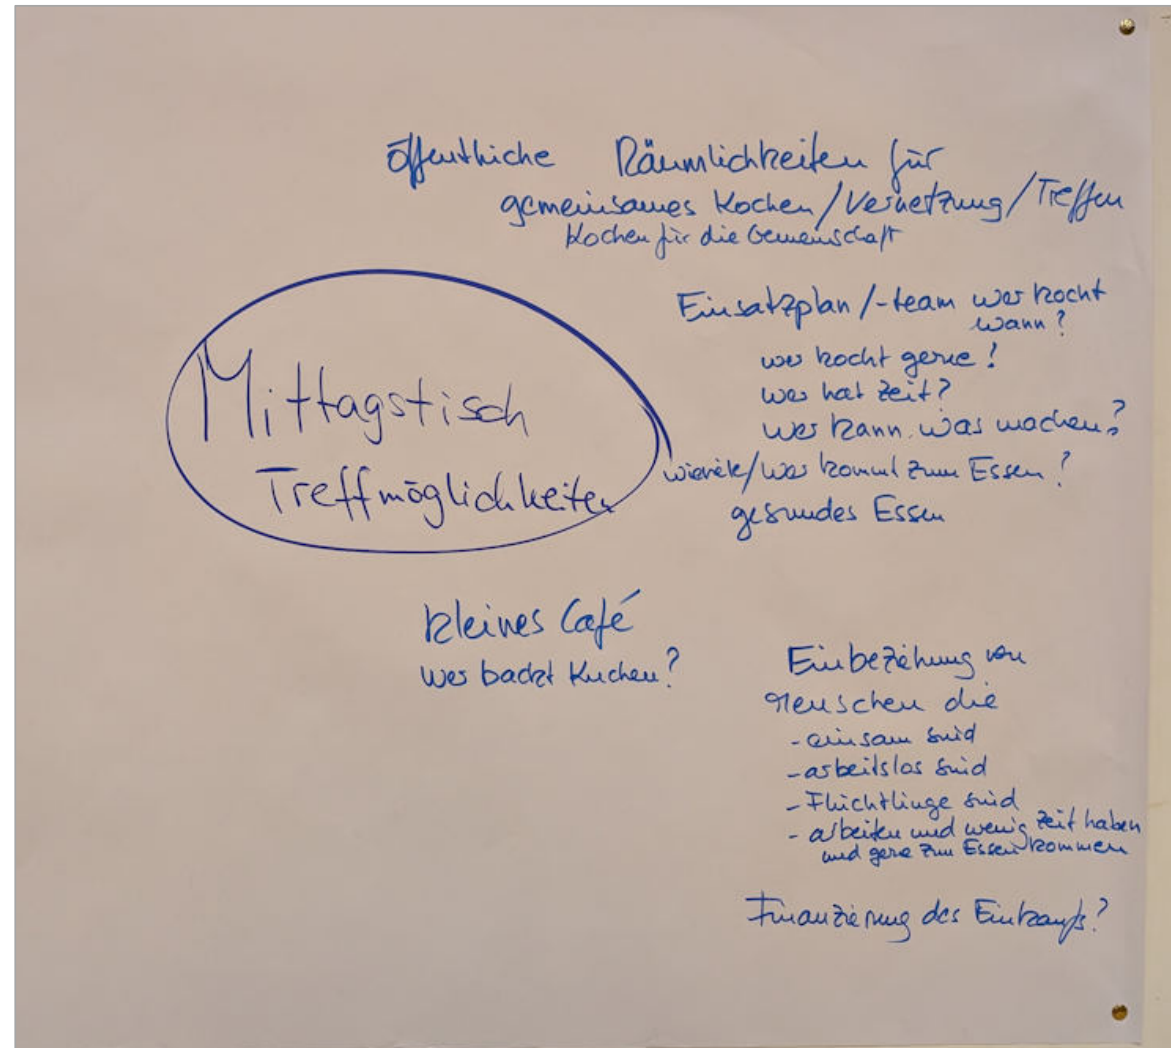 öffentliche Räumlichkeiten für
gemeinsames Kochen/Vernetzung/Treffen
Kochen für die Gemeinschaft
Mittagstisch
Treffmöglichkeiten
Einsatzplan/-team wer kocht
wann?
wer kocht gerne!
wer hat Zeit?
wer kann was machen?
wieviele/wer kommt zum Essen?
gesundes Essen
kleines Café
wer backt Kuchen?
Einbeziehung von
Menschen die
- einsam sind
- arbeitslos sind
- Flüchtlinge sind
- arbeiten und wenig Zeit haben
und gerne zum Essen kommen
Finanzierung des Einkaufs?